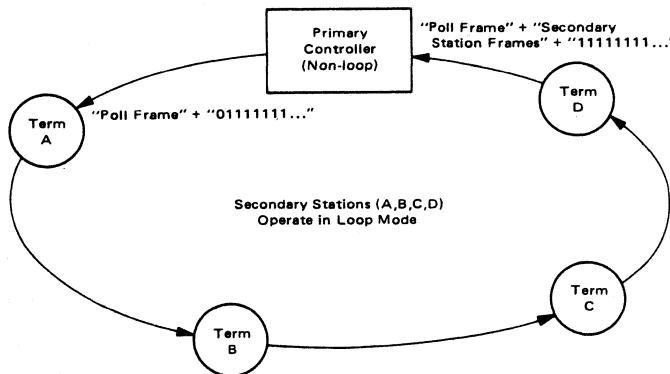 Primary
Controller
(Non-loop)
"Poll Frame" + "Secondary
Station Frames" + "11111111..."
Term
A
"Poll Frame" + "01111111..."
Term
D
Secondary Stations (A,B,C,D)
Operate in Loop Mode
Term
C
Term
B